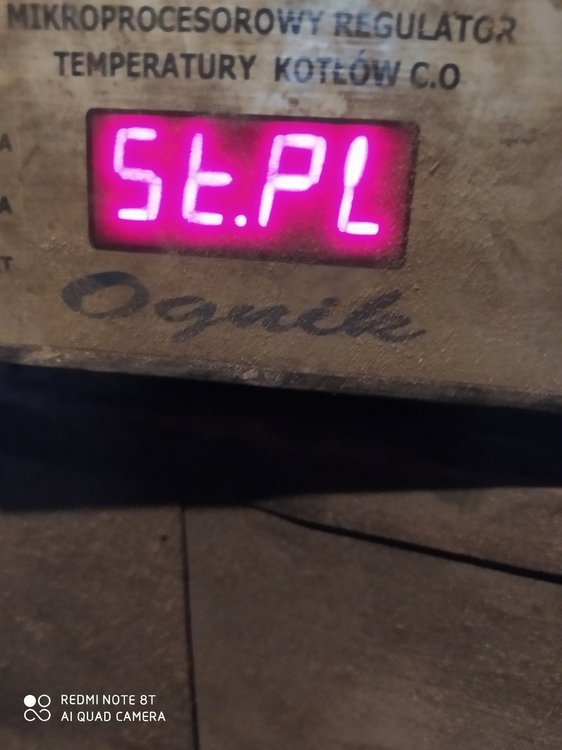 MIKROPROCESOROWY REGULATOR
TEMPERATURY KOTŁÓW C.O
A
St.PL
A
T
Ognik
REDMI NOTE 8T
AI QUAD CAMERA